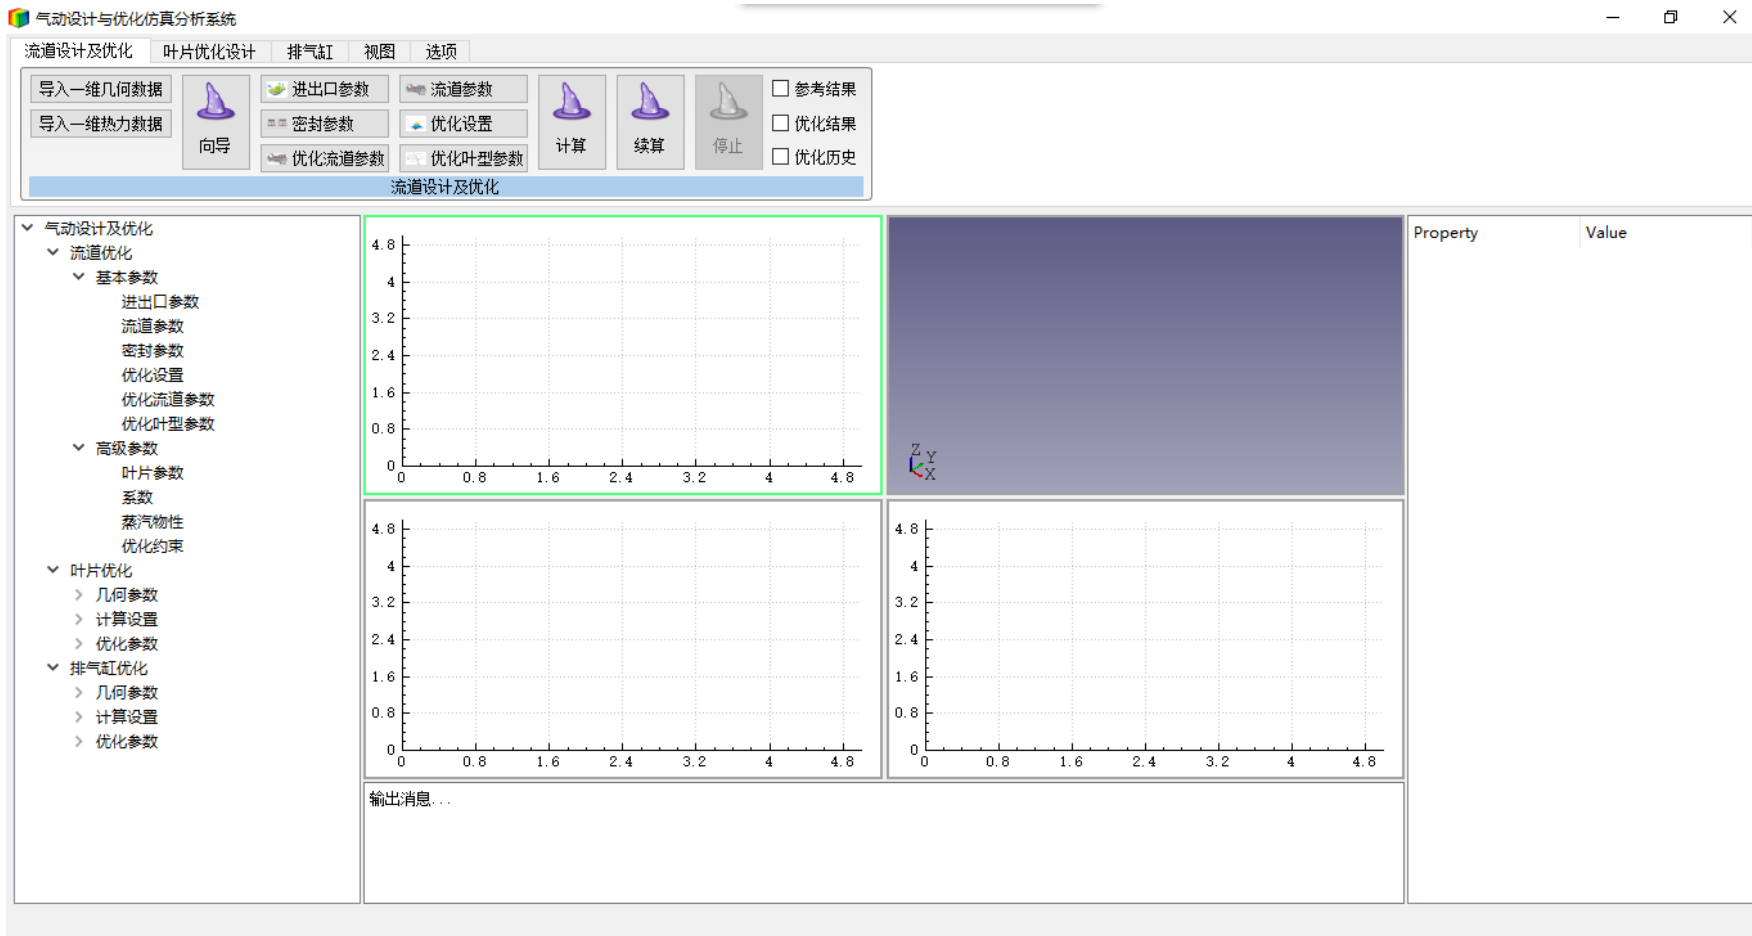 气动设计与优化仿真分析系统
流道设计及优化 叶片优化设计 排气缸 视图 选项
导入一维几何数据
导入一维热力数据
向导
进出口参数
密封参数
优化流道参数
流道参数
优化设置
优化叶型参数
计算
续算
停止
参考结果
优化结果
优化历史
流道设计及优化
气动设计及优化
流道优化
基本参数
进出口参数
流道参数
密封参数
优化设置
优化流道参数
优化叶型参数
高级参数
叶片参数
系数
蒸汽物性
优化约束
叶片优化
几何参数
计算设置
优化参数
排气缸优化
几何参数
计算设置
优化参数
4.8
4
3.2
2.4
1.6
0.8
0
0 0.8 1.6 2.4 3.2 4 4.8
Z
Y
X
4.8
4
3.2
2.4
1.6
0.8
0
0 0.8 1.6 2.4 3.2 4 4.8
4.8
4
3.2
2.4
1.6
0.8
0
0 0.8 1.6 2.4 3.2 4 4.8
输出消息...
Property Value